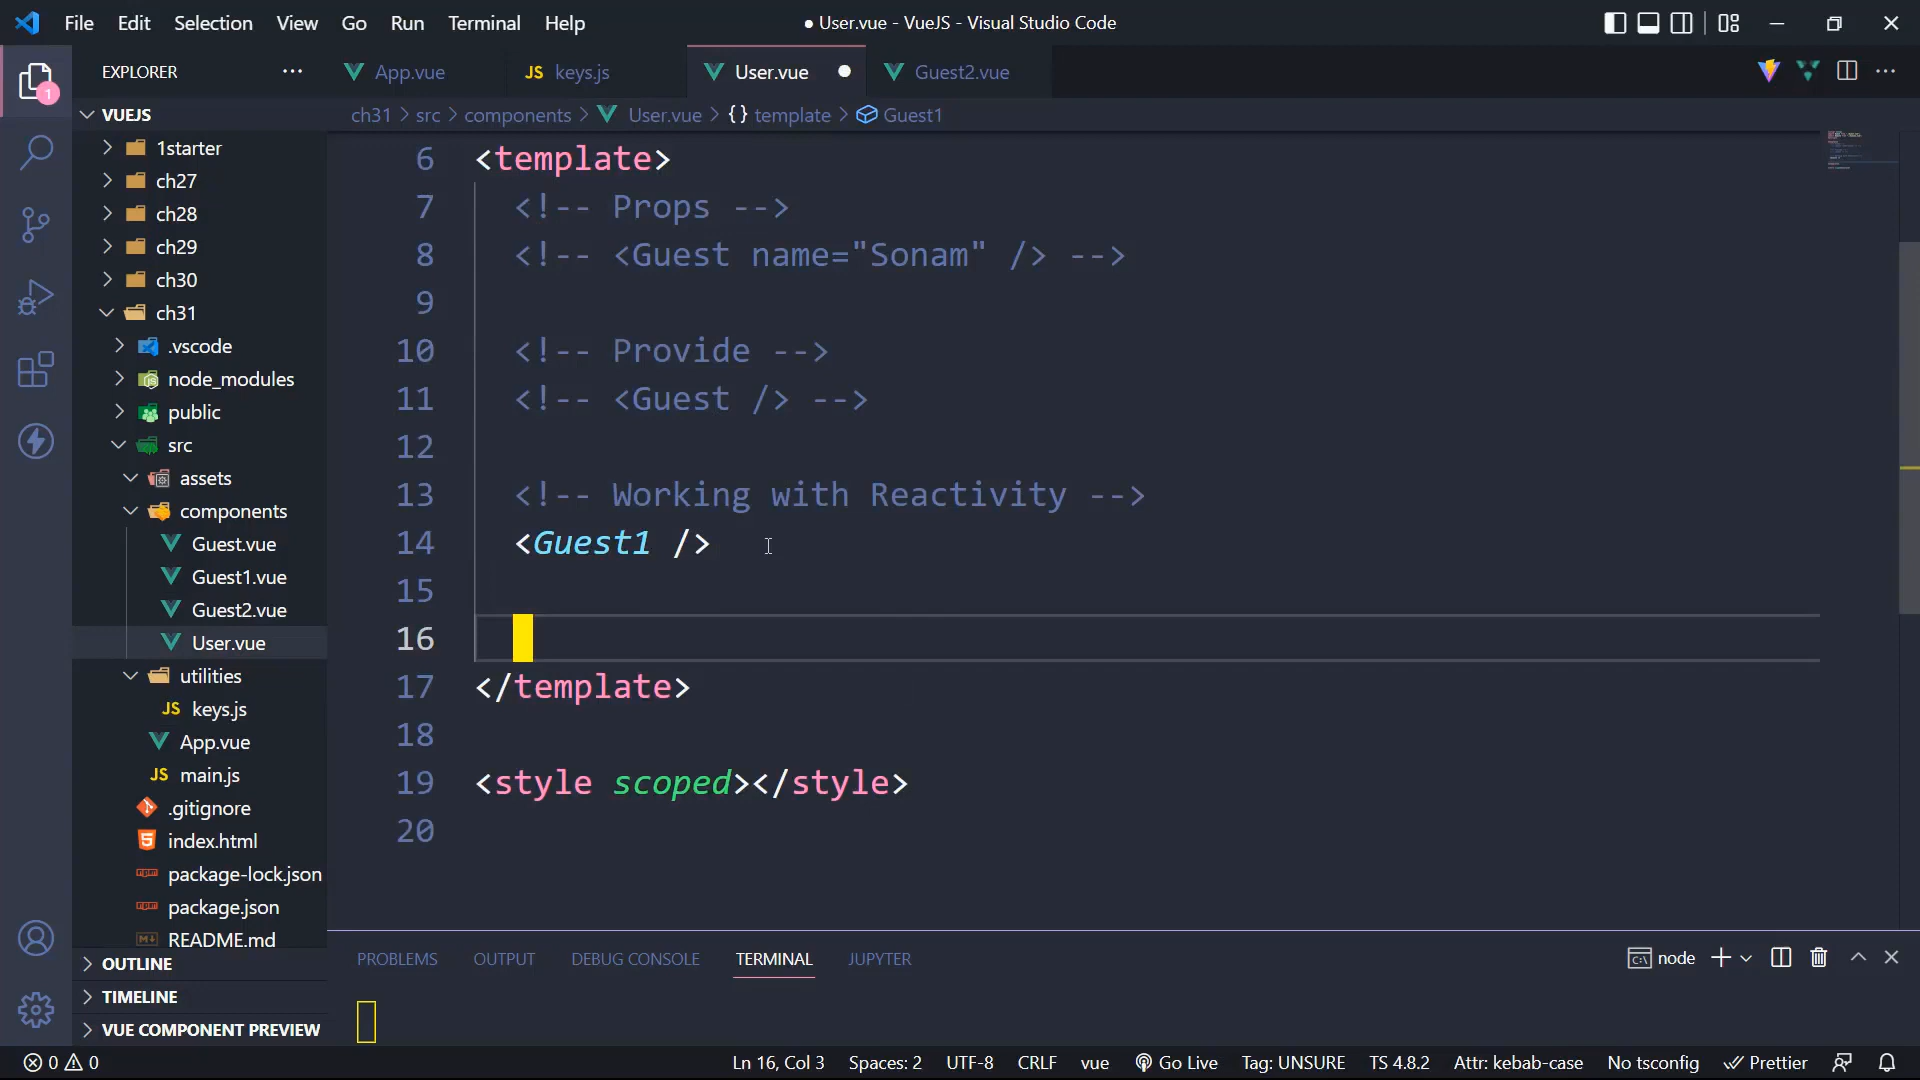 File Edit Selection View Go Run Terminal Help ● User.vue - VueJS - Visual Studio Code
EXPLORER ...
App.vue JS keys.js User.vue Guest2.vue
ch31 > src > components > User.vue > {} template > Guest1
VUEJS
1starter
ch27
ch28
ch29
ch30
ch31
.vscode
node_modules
public
src
assets
components
Guest.vue
Guest1.vue
Guest2.vue
User.vue
utilities
JS keys.js
App.vue
JS main.js
.gitignore
index.html
package-lock.json
package.json
README.md
OUTLINE
TIMELINE
VUE COMPONENT PREVIEW
1
6 <template>
7 <!-- Props -->
8 <!-- <Guest name="Sonam" /> -->
9
10 <!-- Provide -->
11 <!-- <Guest /> -->
12
13 <!-- Working with Reactivity -->
14 <Guest1 />
15
16
17 </template>
18
19 <style scoped></style>
20
PROBLEMS OUTPUT DEBUG CONSOLE TERMINAL JUPYTER
node
0 0 Ln 16, Col 3 Spaces: 2 UTF-8 CRLF vue Go Live Tag: UNSURE TS 4.8.2 Attr: kebab-case No tsconfig Prettier